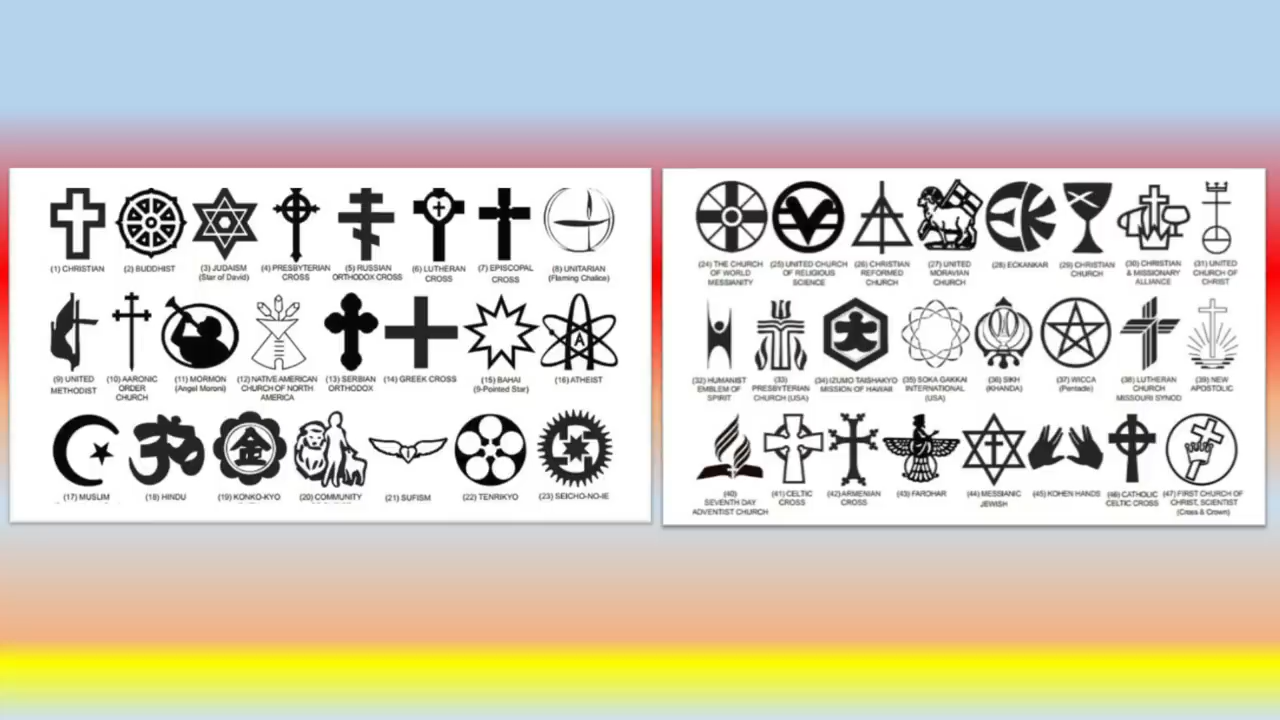 (1) CHRISTIAN
(2) BUDDHIST
(3) JUDAISM
(Star of David)
(4) PRESBYTERIAN
CROSS
(5) RUSSIAN
ORTHODOX CROSS
(6) LUTHERAN
CROSS
(7) EPISCOPAL
CROSS
(8) UNITARIAN
(Flaming Chalice)
(9) UNITED
METHODIST
(10) AARONIC
ORDER
CHURCH
(11) MORMON
(Angel Moroni)
(12) NATIVE AMERICAN
CHURCH OF NORTH
AMERICA
(13) SERBIAN
ORTHODOX
(14) GREEK CROSS
(15) BAHAI
(9-Pointed Star)
A
(16) ATHEIST
(17) MUSLIM
(18) HINDU
金
(19) KONKO-KYO
(20) COMMUNITY
(21) SUFISM
(22) TENRIKYO
(23) SEICHO-NO-IE
(24) THE CHURCH
OF WORLD
MESSIANITY
(25) UNITED CHURCH
OF RELIGIOUS
SCIENCE
(26) CHRISTIAN
REFORMED
CHURCH
(27) UNITED
MORAVIAN
CHURCH
EK
(28) ECKANKAR
(29) CHRISTIAN
CHURCH
(30) CHRISTIAN
& MISSIONARY
ALLIANCE
(31) UNITED
CHURCH OF
CHRIST
(32) HUMANIST
EMBLEM OF
SPIRIT
(33)
PRESBYTERIAN
CHURCH (USA)
(34) IZUMO TAISHAKYO
MISSION OF HAWAII
(35) SOKA GAKKAI
INTERNATIONAL
(USA)
(36) SIKH
(KHANDA)
(37) WICCA
(Pentacle)
(38) LUTHERAN
CHURCH
MISSOURI SYNOD
(39) NEW
APOSTOLIC
(40)
SEVENTH DAY
ADVENTIST CHURCH
(41) CELTIC
CROSS
(42) ARMENIAN
CROSS
(43) FAROHAR
(44) MESSIANIC
JEWISH
(45) KOHEN HANDS
(46) CATHOLIC
CELTIC CROSS
(47) FIRST CHURCH OF
CHRIST, SCIENTIST
(Cross & Crown)